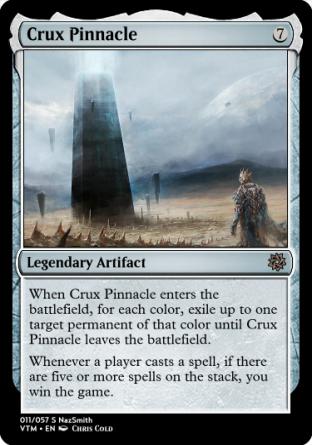 Crux Pinnacle 7
Legendary Artifact
When Crux Pinnacle enters the
battlefield, for each color, exile up to one
target permanent of that color until Crux
Pinnacle leaves the battlefield.
Whenever a player casts a spell, if there
are five or more spells on the stack, you
win the game.
011/057 S NazSmith
VTM • EN Chris Cold